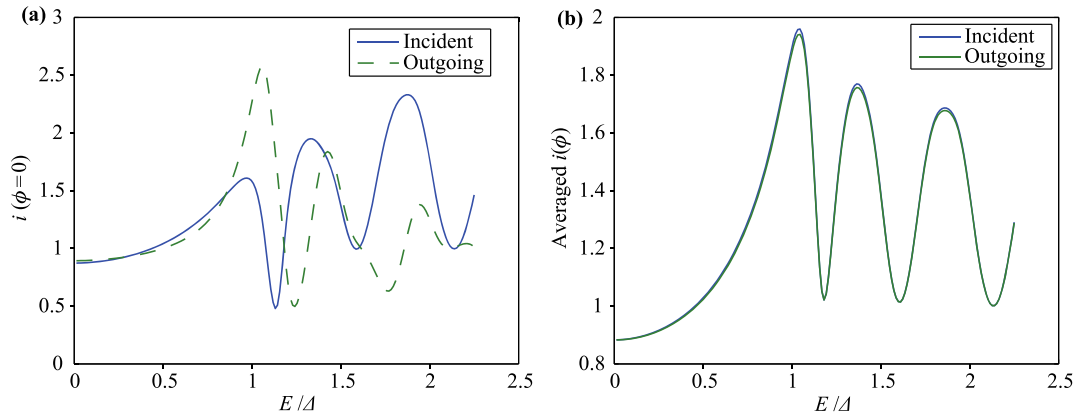 (a)
3
2.5
2
1.5
1
0.5
0
i (ϕ=0)
Incident
Outgoing
0 0.5 1 1.5 2 2.5
E /Δ
(b)
2
1.8
1.6
1.4
1.2
1
0.8
Averaged i(ϕ)
Incident
Outgoing
0 0.5 1 1.5 2 2.5
E /Δ